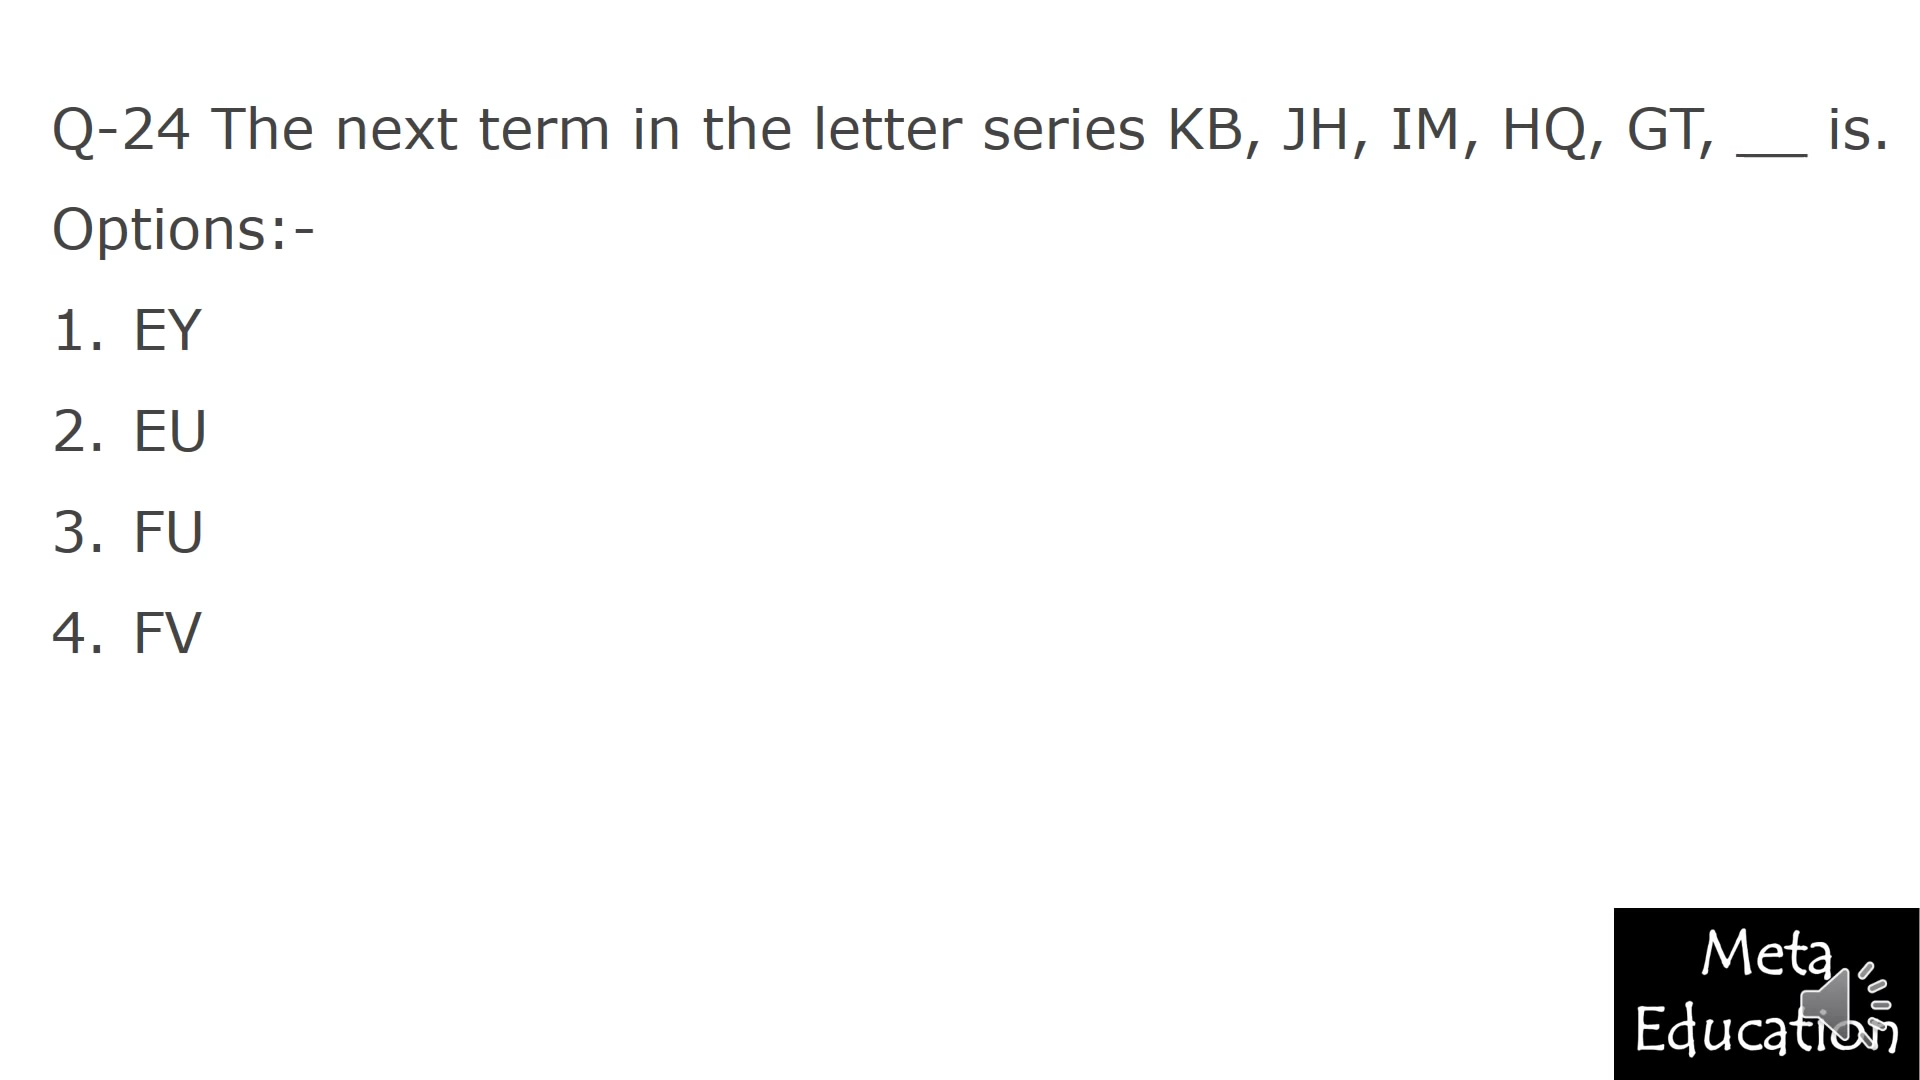 Q-24 The next term in the letter series KB, JH, IM, HQ, GT, __ is.
Options:-
1. EY
2. EU
3. FU
4. FV
Meta
Education